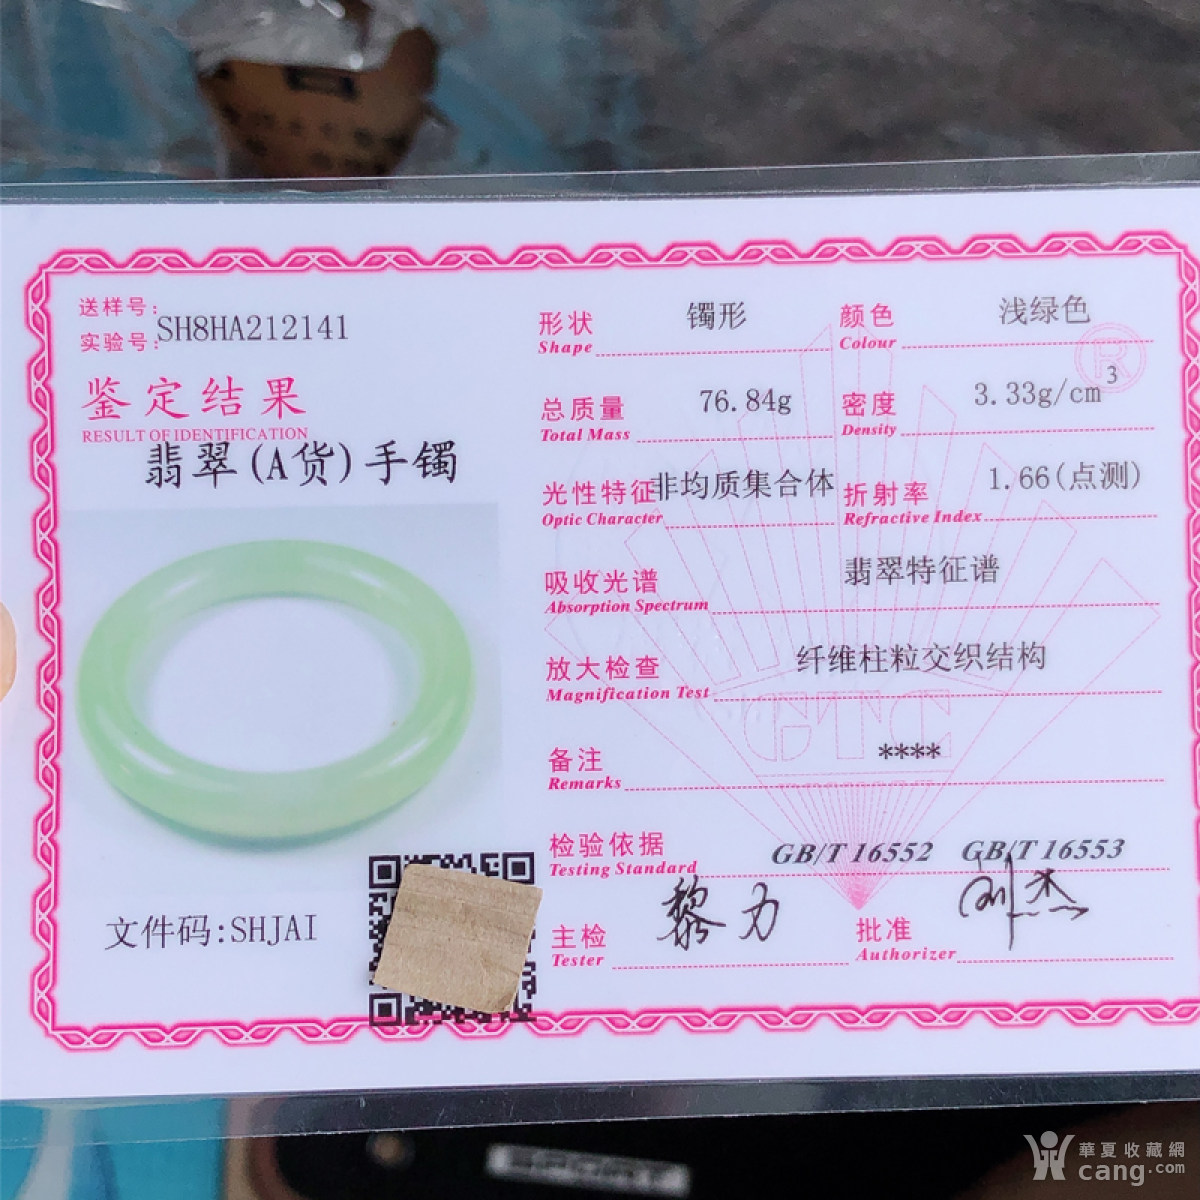 送样号:
实验号:
SH8HA212141
鉴定结果
RESULT OF IDENTIFICATION
翡翠(A货)手镯
文件码:SHJAI
形状 镯形
Shape
颜色 浅绿色
Colour
总质量 76.84g
Total Mass
密度 3.33g/cm³
Density
光性特征 非均质集合体
Optic Character
折射率 1.66(点测)
Refractive Index
吸收光谱 翡翠特征谱
Absorption Spectrum
放大检查 纤维柱粒交织结构
Magnification Test
GTC
备注 ****
Remarks
检验依据 GB/T 16552 GB/T 16553
Testing Standard
主检 黎力
Tester
批准 刘杰
Authorizer
R
華夏收藏網
cang.com